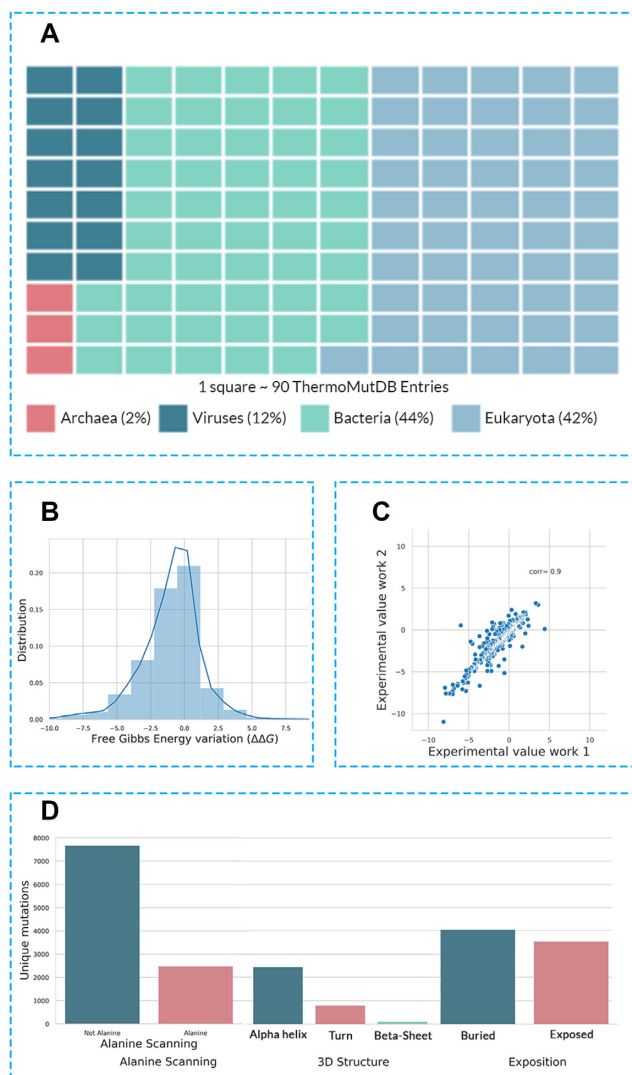 A
1 square ~ 90 ThermoMutDB Entries
Archaea (2%) Viruses (12%) Bacteria (44%) Eukaryota (42%)
B
Distribution
0.20
0.15
0.10
0.05
0.00
−10.0 −7.5 −5.0 −2.5 0.0 2.5 5.0 7.5
Free Gibbs Energy variation (ΔΔG)
C
Experimental value work 2
10
5
0
−5
−10
corr= 0.9
−10 −5 0 5 10
Experimental value work 1
D
Unique mutations
8000
7000
6000
5000
4000
3000
2000
1000
0
Not Alanine Alanine Alpha helix Turn Beta-Sheet Buried Exposed
Alanine Scanning
Alanine Scanning 3D Structure Exposition